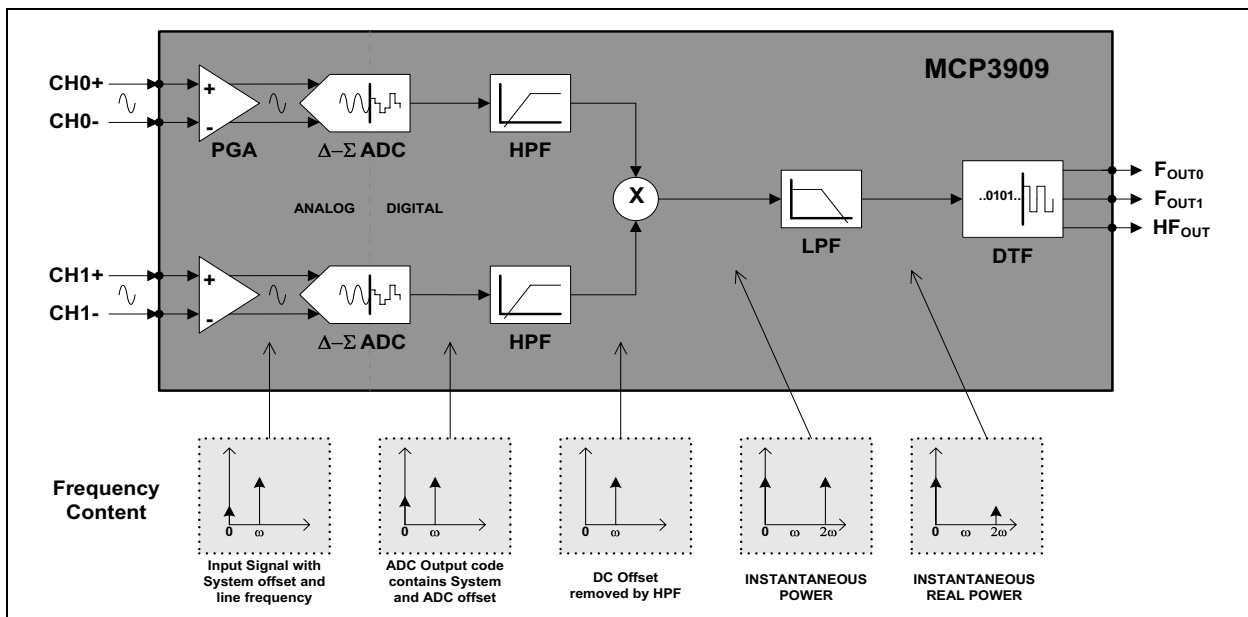 MCP3909
CH0+
CH0-
+
-
PGA
Δ–Σ ADC
HPF
ANALOG
DIGITAL
X
LPF
..0101..
DTF
FOUT0
FOUT1
HFOUT
CH1+
CH1-
+
-
Δ–Σ ADC
HPF
Frequency
Content
0
ω
Input Signal with
System offset and
line frequency
0
ω
ADC Output code
contains System
and ADC offset
0
ω
DC Offset
removed by HPF
0
ω
2ω
INSTANTANEOUS
POWER
0
ω
2ω
INSTANTANEOUS
REAL POWER